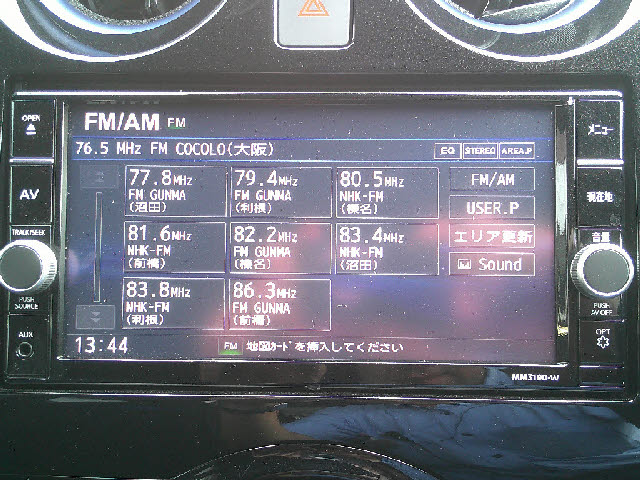 OPEN
AV
TRACK/SEEK
PUSH
SOURCE
AUX
FM/AM FM
76.5 MHz FM COCOLO(大阪)
EQ STEREO AREA.P
77.8MHz
FM GUNMA
(沼田)
79.4MHz
FM GUNMA
(利根)
80.5MHz
NHK-FM
(榛名)
FM/AM
USER.P
81.6MHz
NHK-FM
(前橋)
82.2MHz
FM GUNMA
(榛名)
83.4MHz
NHK-FM
(沼田)
エリア更新
Sound
83.8MHz
NHK-FM
(利根)
86.3MHz
FM GUNMA
(前橋)
13:44
FM 地図ｶｰﾄﾞを挿入してください
メニュー
現在地
音量
PUSH
AV OFF
OPT
MM319D-W